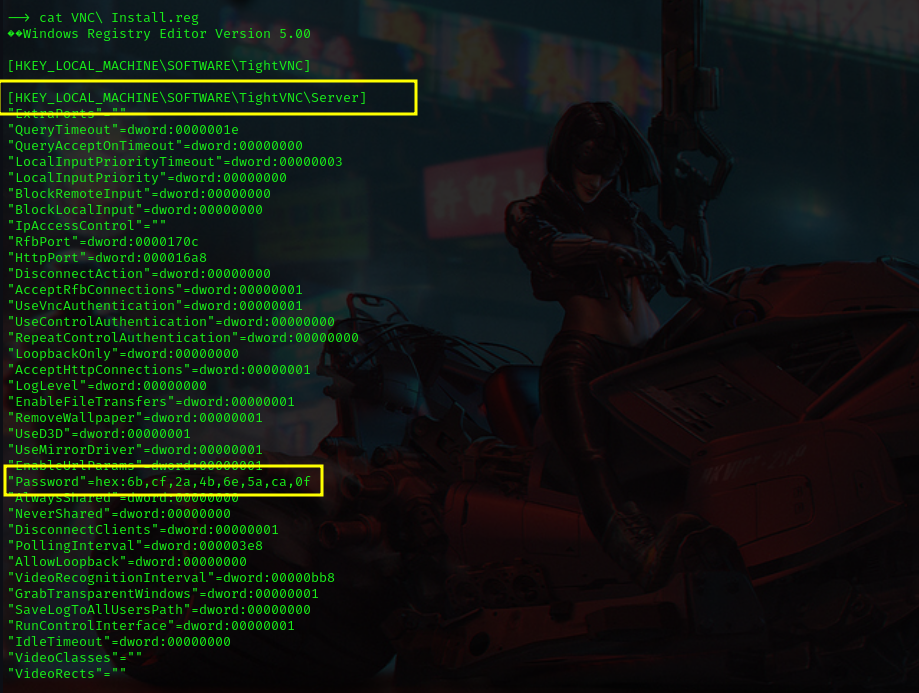 —> cat VNC\ Install.reg
��Windows Registry Editor Version 5.00
[HKEY_LOCAL_MACHINE\SOFTWARE\TightVNC]
[HKEY_LOCAL_MACHINE\SOFTWARE\TightVNC\Server]
"ExtraPorts"=""
"QueryTimeout"=dword:0000001e
"QueryAcceptOnTimeout"=dword:00000000
"LocalInputPriorityTimeout"=dword:00000003
"LocalInputPriority"=dword:00000000
"BlockRemoteInput"=dword:00000000
"BlockLocalInput"=dword:00000000
"IpAccessControl"=""
"RfbPort"=dword:0000170c
"HttpPort"=dword:000016a8
"DisconnectAction"=dword:00000000
"AcceptRfbConnections"=dword:00000001
"UseVncAuthentication"=dword:00000001
"UseControlAuthentication"=dword:00000000
"RepeatControlAuthentication"=dword:00000000
"LoopbackOnly"=dword:00000000
"AcceptHttpConnections"=dword:00000001
"LogLevel"=dword:00000000
"EnableFileTransfers"=dword:00000001
"RemoveWallpaper"=dword:00000001
"UseD3D"=dword:00000001
"UseMirrorDriver"=dword:00000001
"EnableUrlParams"=dword:00000001
"Password"=hex:6b,cf,2a,4b,6e,5a,ca,0f
"AlwaysShared"=dword:00000000
"NeverShared"=dword:00000000
"DisconnectClients"=dword:00000001
"PollingInterval"=dword:000003e8
"AllowLoopback"=dword:00000000
"VideoRecognitionInterval"=dword:00000bb8
"GrabTransparentWindows"=dword:00000001
"SaveLogToAllUsersPath"=dword:00000000
"RunControlInterface"=dword:00000001
"IdleTimeout"=dword:00000000
"VideoClasses"=""
"VideoRects"=""